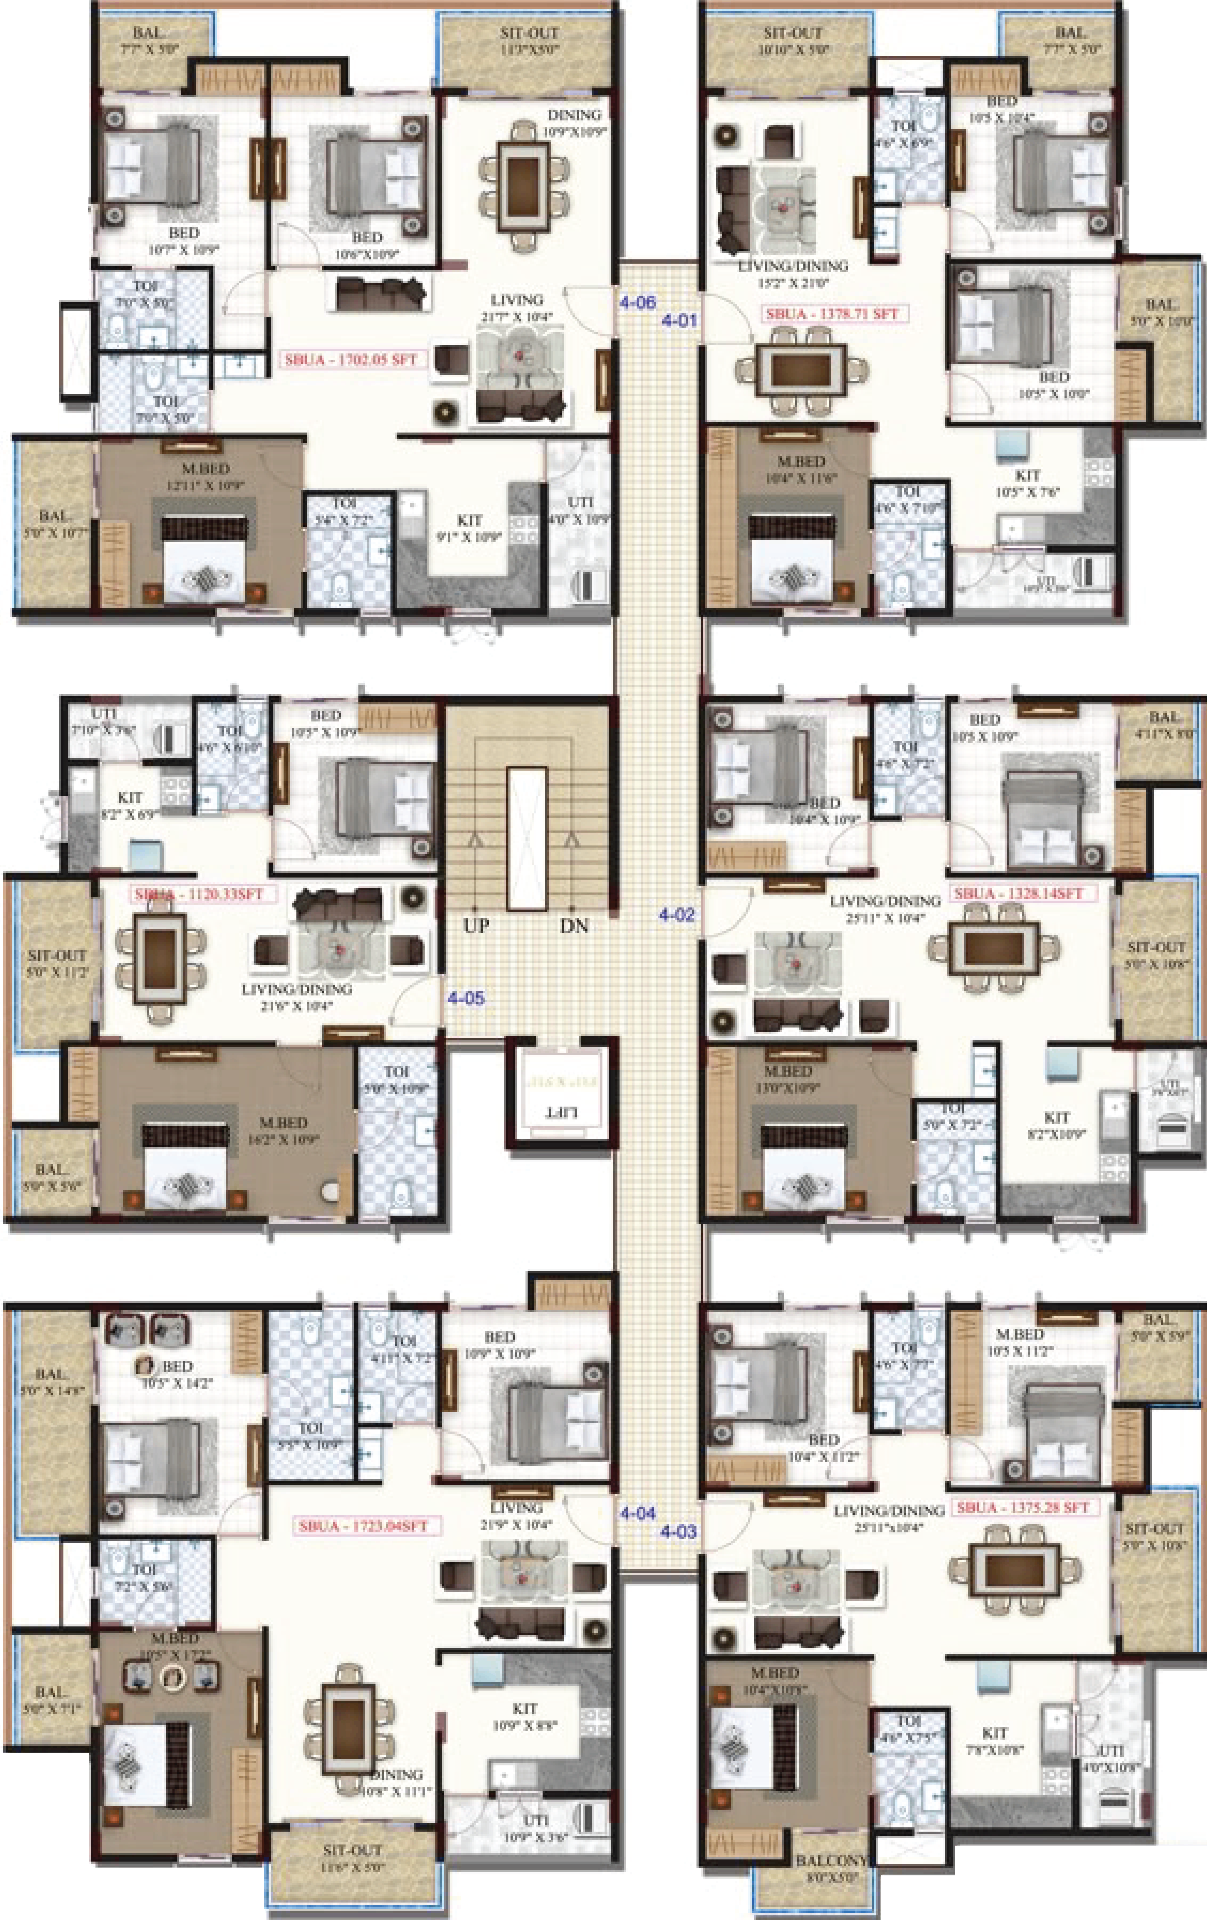 BAL.
7'7" X 5'0"
SIT-OUT
11'3"X5'0"
DINING
10'9"X10'9"
BED
10'7" X 10'9"
BED
10'6"X10'9"
TOI
7'0" X 5'0"
LIVING
21'7" X 10'4"
4-06
SBUA - 1702.05 SFT
TOI
7'0" X 5'0"
M.BED
12'11" X 10'9"
BAL.
5'0" X 10'7"
TOI
5'4" X 7'2"
KIT
9'1" X 10'9"
UTI
4'0" X 10'9"
SIT-OUT
10'10" X 5'0"
BAL.
7'7" X 5'0"
BED
10'5 X 10'4"
TOI
4'6" X 6'9"
LIVING/DINING
15'2" X 21'0"
4-01
SBUA - 1378.71 SFT
BAL.
5'0" X 10'0"
BED
10'5" X 10'0"
M.BED
10'4" X 11'6"
TOI
4'6" X 7'10"
KIT
10'5" X 7'6"
UTI
UTI
7'10" X 3'6"
TOI
4'6" X 6'10"
BED
10'5" X 10'9"
KIT
8'2" X 6'9"
SBUA - 1120.33SFT
SIT-OUT
5'0" X 11'2'
LIVING/DINING
21'6" X 10'4"
4-05
UP
DN
M.BED
16'2" X 10'9"
TOI
5'0" X 10'9"
LIFT
BAL.
5'0" X 5'6"
TOI
4'6" X 7'2"
BED
10'5 X 10'9"
BAL.
4'11" X 8'0"
BED
10'4" X 10'9"
4-02
LIVING/DINING
25'11" X 10'4"
SBUA - 1328.14SFT
SIT-OUT
5'0" X 10'8"
M.BED
13'0"X10'9"
TOI
5'0" X 7'2"
KIT
8'2"X10'9"
UTI
BAL.
5'0" X 14'8"
BED
10'5" X 14'2"
TOI
5'5" X 10'9"
TOI
4'11" X 7'2"
BED
10'9" X 10'9"
SBUA - 1723.04SFT
LIVING
21'9" X 10'4"
4-04
TOI
7'2" X 5'6"
M.BED
10'5" X 17'2"
BAL.
5'0" X 7'1"
DINING
10'8" X 11'1"
KIT
10'9" X 8'8"
UTI
10'9" X 3'6"
SIT-OUT
11'6" X 5'0"
TOI
4'6" X 7'7"
M.BED
10'5 X 11'2"
BAL.
5'0" X 5'9"
BED
10'4" X 11'2"
4-03
LIVING/DINING
25'11"x10'4"
SBUA - 1375.28 SFT
SIT-OUT
5'0" X 10'8"
M.BED
10'4"X10'8"
TOI
4'6" X7'5"
KIT
7'8"X10'8"
UTI
4'0"X10'8"
BALCONY
8'0"X5'0"